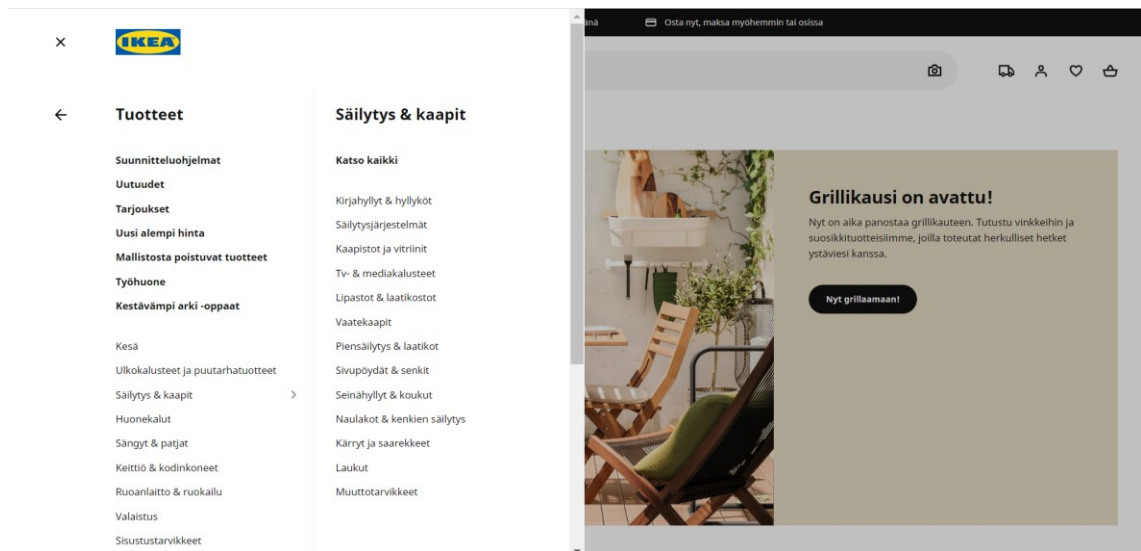 IKEA
Tuotteet
Suunnitteluohjelmat
Uutuudet
Tarjoukset
Uusi alempi hinta
Mallistosta poistuvat tuotteet
Työhuone
Kestävämpi arki -oppaat
Kesä
Ulkokalusteet ja puutarhatuotteet
Säilytys & kaapit
Huonekalut
Sängyt & patjat
Keittiö & kodinkoneet
Ruoanlaitto & ruokailu
Valaistus
Sisustustarvikkeet
Säilytys & kaapit
Katso kaikki
Kirjahyllyt & hyllyköt
Säilytysjärjestelmät
Kaapistot ja vitriinit
Tv- & mediakalusteet
Lipastot & laatikostot
Vaatekaapit
Piensäilytys & laatikot
Sivupöydät & senkit
Seinähyllyt & koukut
Naulakot & kenkien säilytys
Kärryt ja saarekkeet
Laukut
Muuttotarvikkeet
Osta nyt, maksa myöhemmin tai osissa
Grillikausi on avattu!
Nyt on aika panostaa grillikauteen. Tutustu vinkkeihin ja
suosikkituotteisiimme, joilla toteutat herkulliset hetket
ystäviesi kanssa.
Nyt grillaamaan!